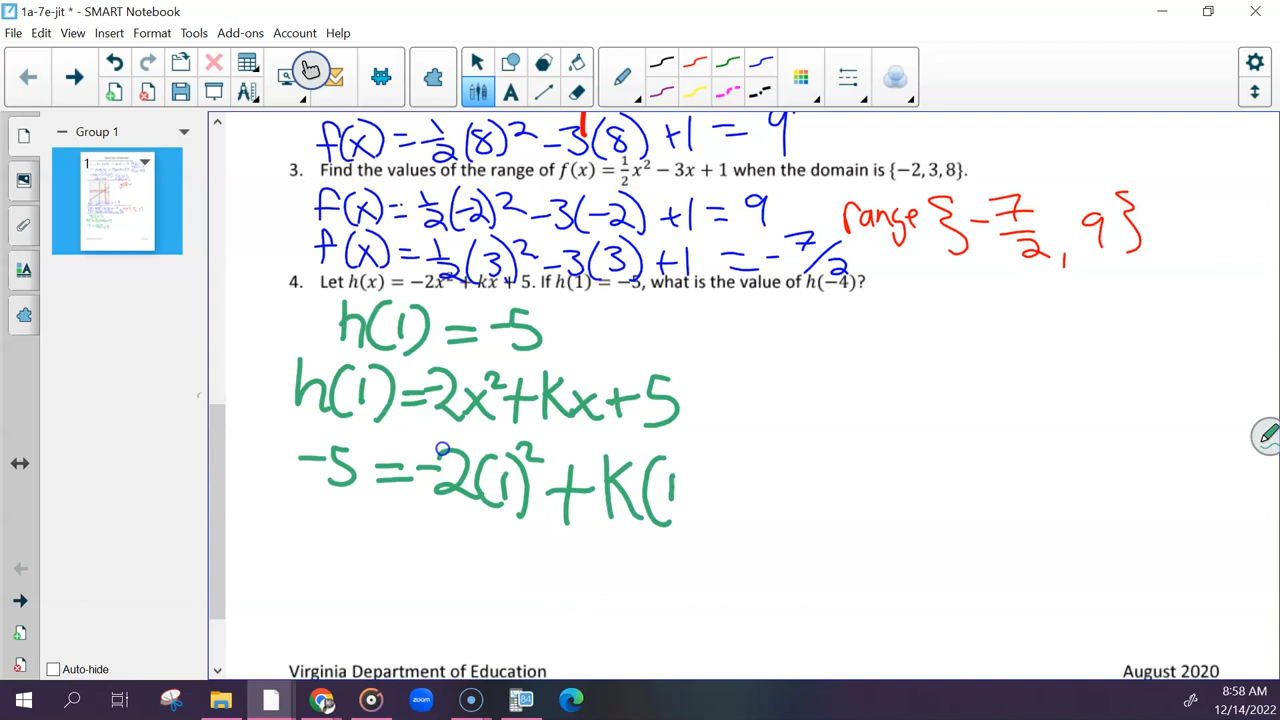 1a-7e-jit * - SMART Notebook
File Edit View Insert Format Tools Add-ons Account Help
Group 1
1
f(x) = 1/2 (8)² -3(8) +1 = 9
3. Find the values of the range of f(x) = 1/2 x² − 3x + 1 when the domain is {−2, 3, 8}.
f(x) = 1/2 (-2)² -3(-2) +1 = 9
range { -7/2 , 9 }
f(x) = 1/2 (3)² -3(3) +1 = -7/2
4. Let h(x) = −2x² + kx + 5. If h(1) = −5, what is the value of h(−4)?
h(1) = -5
h(1) = -2x² + kx + 5
-5 = -2(1)² + K(1
Auto-hide
Virginia Department of Education August 2020
zoom
84
8:58 AM
12/14/2022